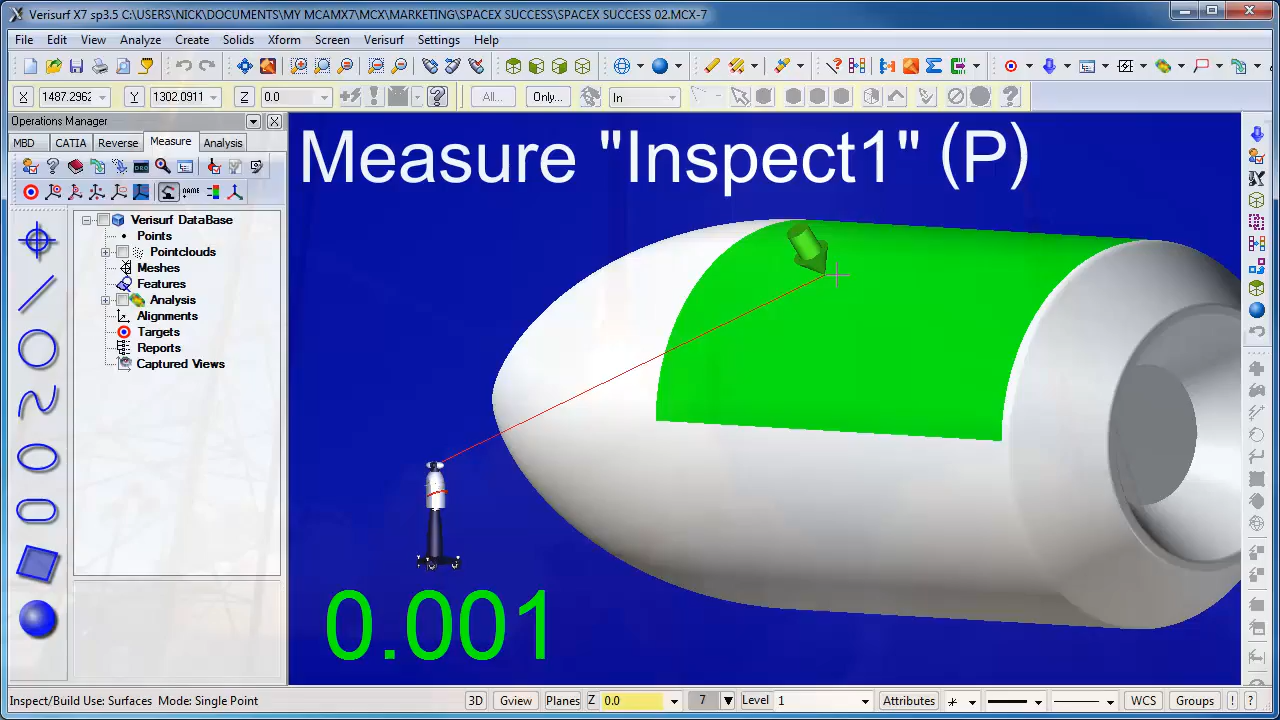 Verisurf X7 sp3.5 C:\USERS\NICK\DOCUMENTS\MY MCAMX7\MCX\MARKETING\SPACEX SUCCESS\SPACEX SUCCESS 02.MCX-7
File Edit View Analyze Create Solids Xform Screen Verisurf Settings Help
X 1487.2962 Y 1302.0911 Z 0.0 All... Only... In
Operations Manager
MBD CATIA Reverse Measure Analysis
NAME
Verisurf DataBase
Points
Pointclouds
Meshes
Features
Analysis
Alignments
Targets
Reports
Captured Views
Measure "Inspect1" (P)
0.001
Inspect/Build Use: Surfaces Mode: Single Point 3D Gview Planes Z 0.0 7 Level 1 Attributes WCS Groups ! ?